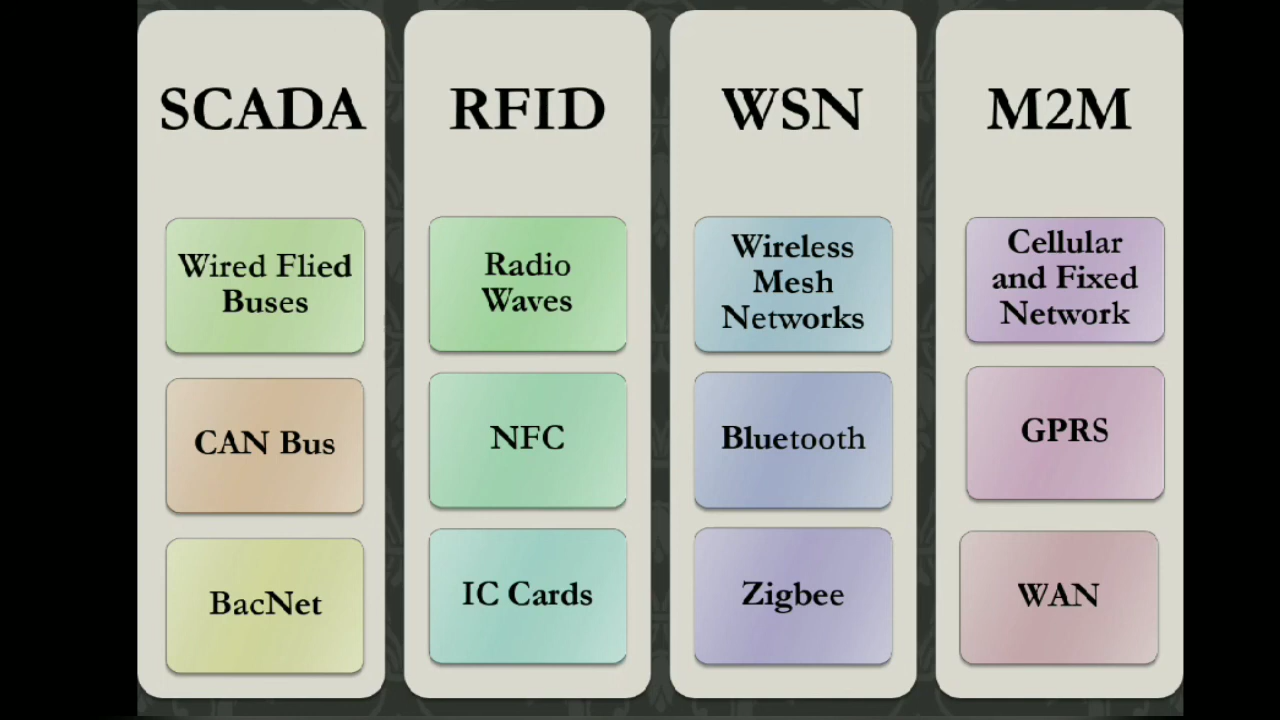 SCADA
Wired Flied
Buses
CAN Bus
BacNet
RFID
Radio
Waves
NFC
IC Cards
WSN
Wireless
Mesh
Networks
Bluetooth
Zigbee
M2M
Cellular
and Fixed
Network
GPRS
WAN